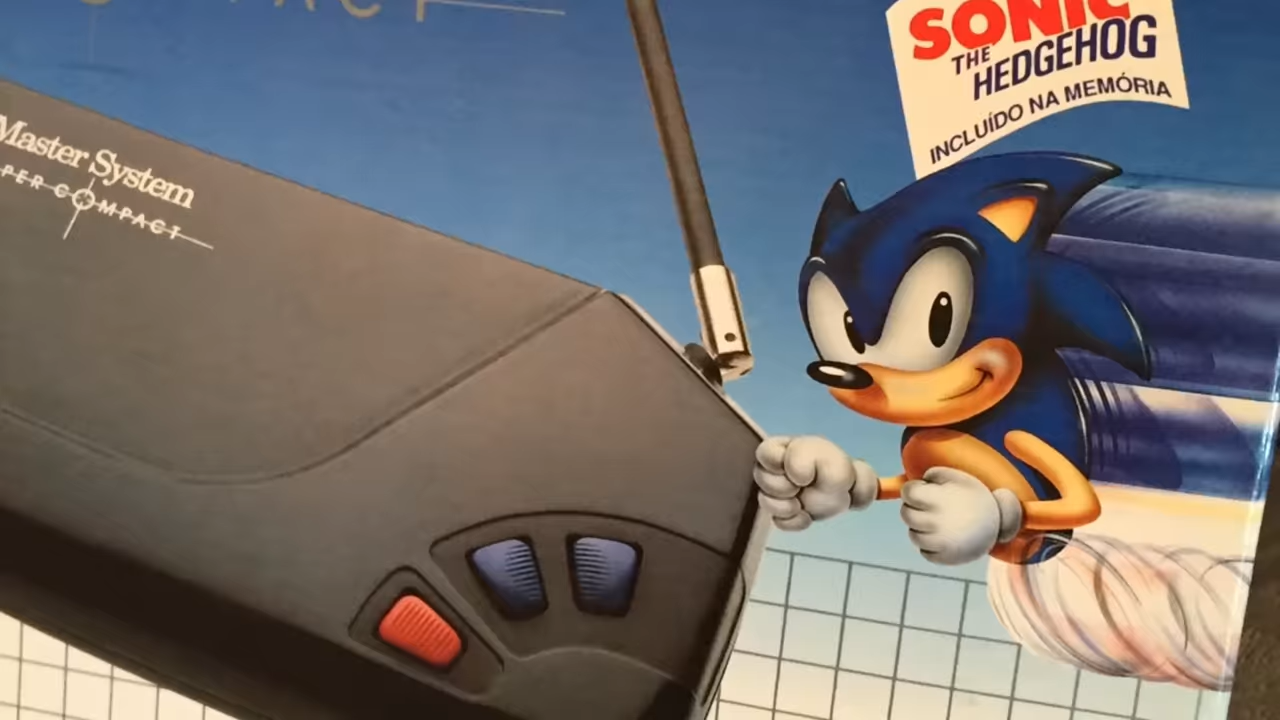 SONIC
THE
HEDGEHOG
INCLUÍDO NA MEMÓRIA
Master System